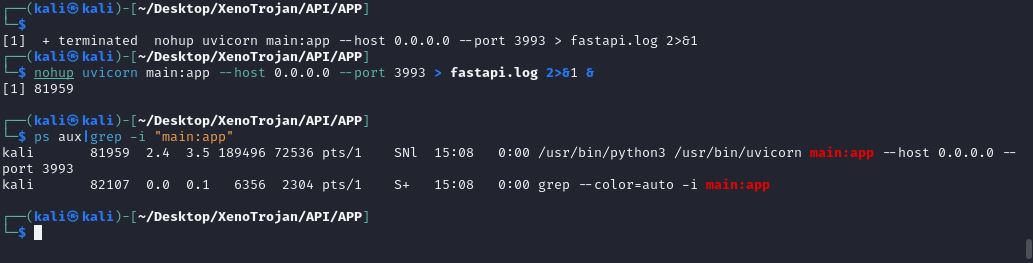 ┌──(kali㉿kali)-[~/Desktop/XenoTrojan/API/APP]
└─$
[1]  + terminated  nohup uvicorn main:app --host 0.0.0.0 --port 3993 > fastapi.log 2>&1
┌──(kali㉿kali)-[~/Desktop/XenoTrojan/API/APP]
└─$ nohup uvicorn main:app --host 0.0.0.0 --port 3993 > fastapi.log 2>&1 &
[1] 81959
┌──(kali㉿kali)-[~/Desktop/XenoTrojan/API/APP]
└─$ ps aux|grep -i "main:app"
kali       81959  2.4  3.5 189496 72536 pts/1    SNl  15:08   0:00 /usr/bin/python3 /usr/bin/uvicorn main:app --host 0.0.0.0 --
port 3993
kali       82107  0.0  0.1   6356  2304 pts/1    S+   15:08   0:00 grep --color=auto -i main:app
┌──(kali㉿kali)-[~/Desktop/XenoTrojan/API/APP]
└─$